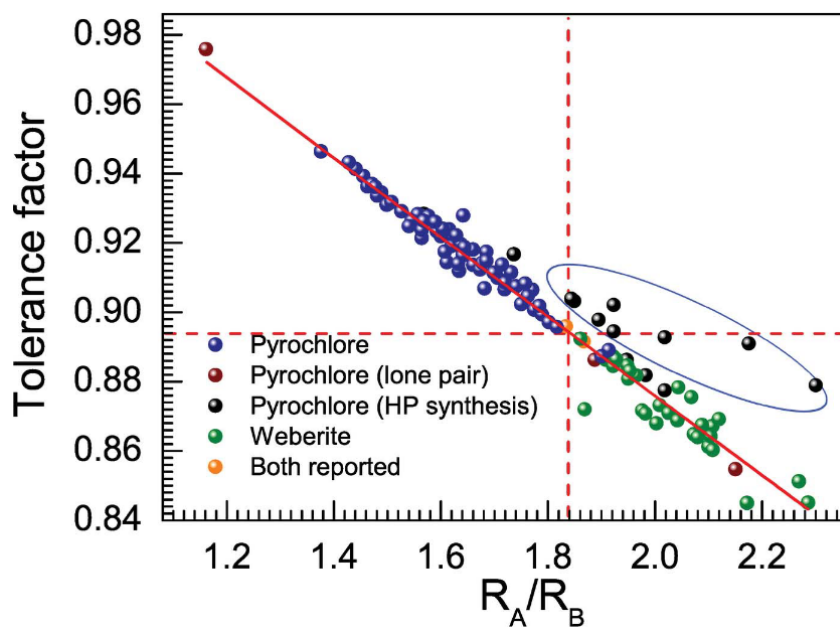 Tolerance factor
0.98
0.96
0.94
0.92
0.90
0.88
0.86
0.84
Pyrochlore
Pyrochlore (lone pair)
Pyrochlore (HP synthesis)
Weberite
Both reported
1.2 1.4 1.6 1.8 2.0 2.2
R_A/R_B